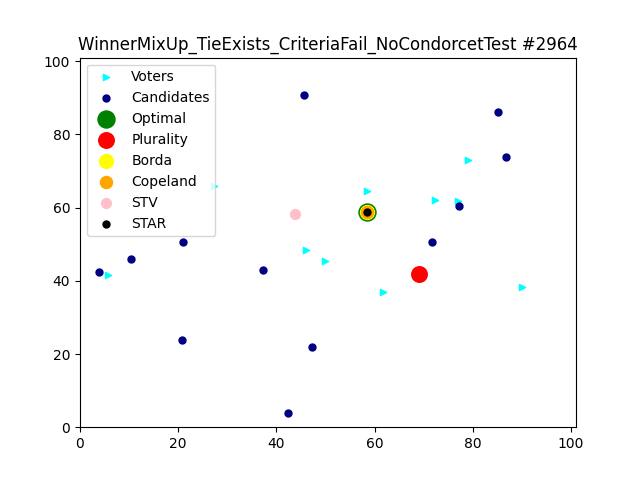 WinnerMixUp_TieExists_CriteriaFail_NoCondorcetTest #2964
100
80
60
40
20
0
0 20 40 60 80 100
Voters
Candidates
Optimal
Plurality
Borda
Copeland
STV
STAR